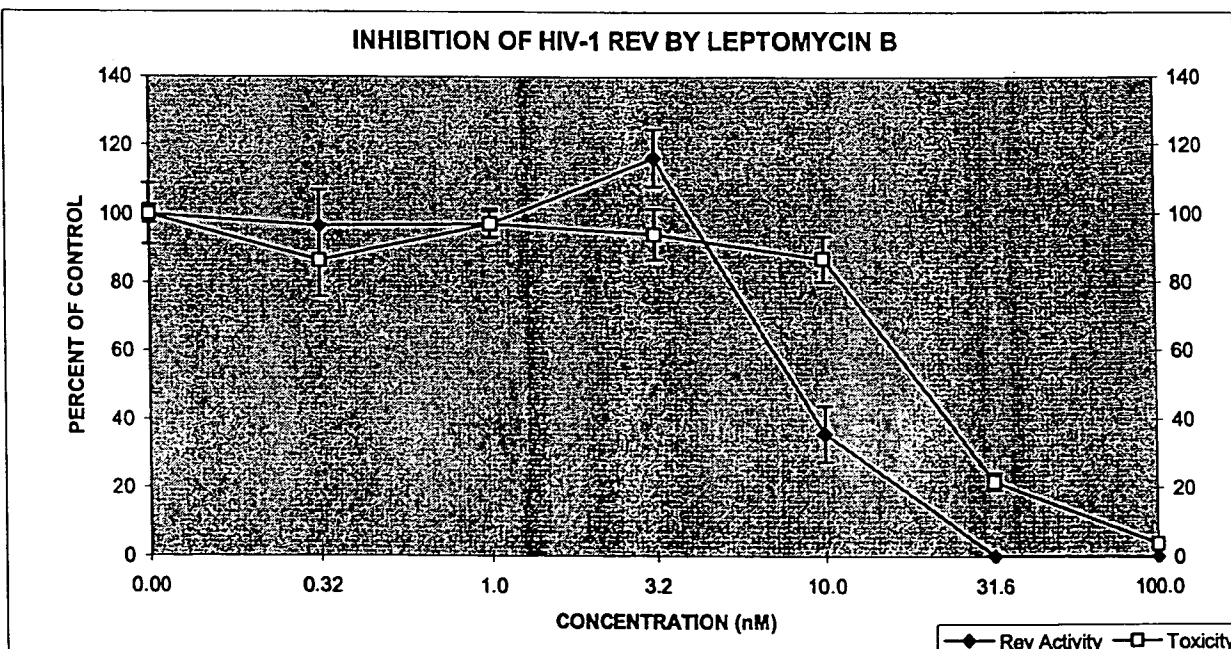 INHIBITION OF HIV-1 REV BY LEPTOMYCIN B
140 140
120 120
100 100
80 80
60 60
40 40
20 20
0 0
PERCENT OF CONTROL
0.00 0.32 1.0 3.2 10.0 31.6 100.0
CONCENTRATION (nM)
Rev Activity Toxicity